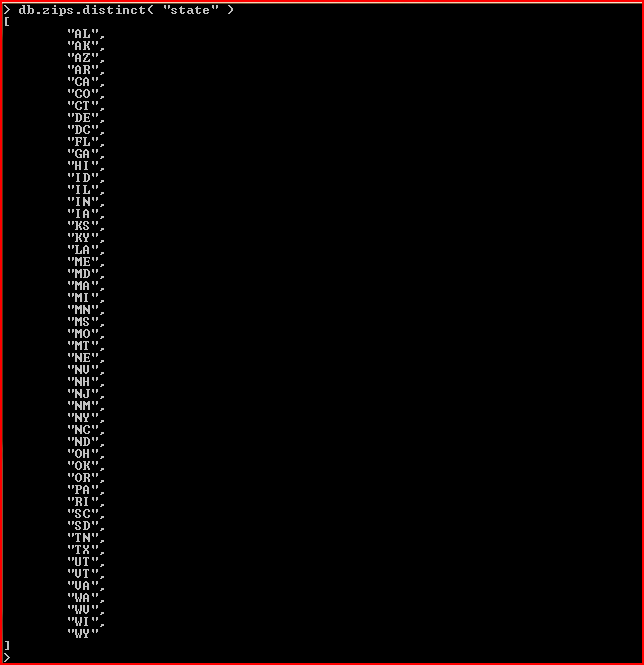 > db.zips.distinct( "state" )
[
"AL",
"AK",
"AZ",
"AR",
"CA",
"CO",
"CT",
"DE",
"DC",
"FL",
"GA",
"HI",
"ID",
"IL",
"IN",
"IA",
"KS",
"KY",
"LA",
"ME",
"MD",
"MA",
"MI",
"MN",
"MS",
"MO",
"MT",
"NE",
"NV",
"NH",
"NJ",
"NM",
"NY",
"NC",
"ND",
"OH",
"OK",
"OR",
"PA",
"RI",
"SC",
"SD",
"TN",
"TX",
"UT",
"VT",
"VA",
"WA",
"WV",
"WI",
"WY"
]
>